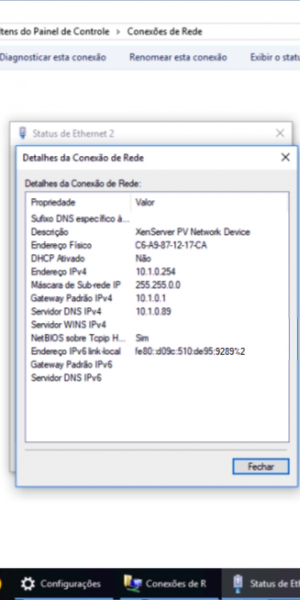 Itens do Painel de Controle > Conexões de Rede
Diagnosticar esta conexão Renomear esta conexão Exibir o statu
Status de Ethernet 2
Detalhes da Conexão de Rede
Detalhes da Conexão de Rede:
Propriedade Valor
Sufixo DNS específico à...
Descrição XenServer PV Network Device
Endereço Físico C6-A9-87-12-17-CA
DHCP Ativado Não
Endereço IPv4 10.1.0.254
Máscara de Sub-rede IP 255.255.0.0
Gateway Padrão IPv4 10.1.0.1
Servidor DNS IPv4 10.1.0.89
Servidor WINS IPv4
NetBIOS sobre Tcpip H... Sim
Endereço IPv6 link-local fe80::d09c:510:de95:9289%2
Gateway Padrão IPv6
Servidor DNS IPv6
Fechar
Configurações Conexões de R Status de Eth